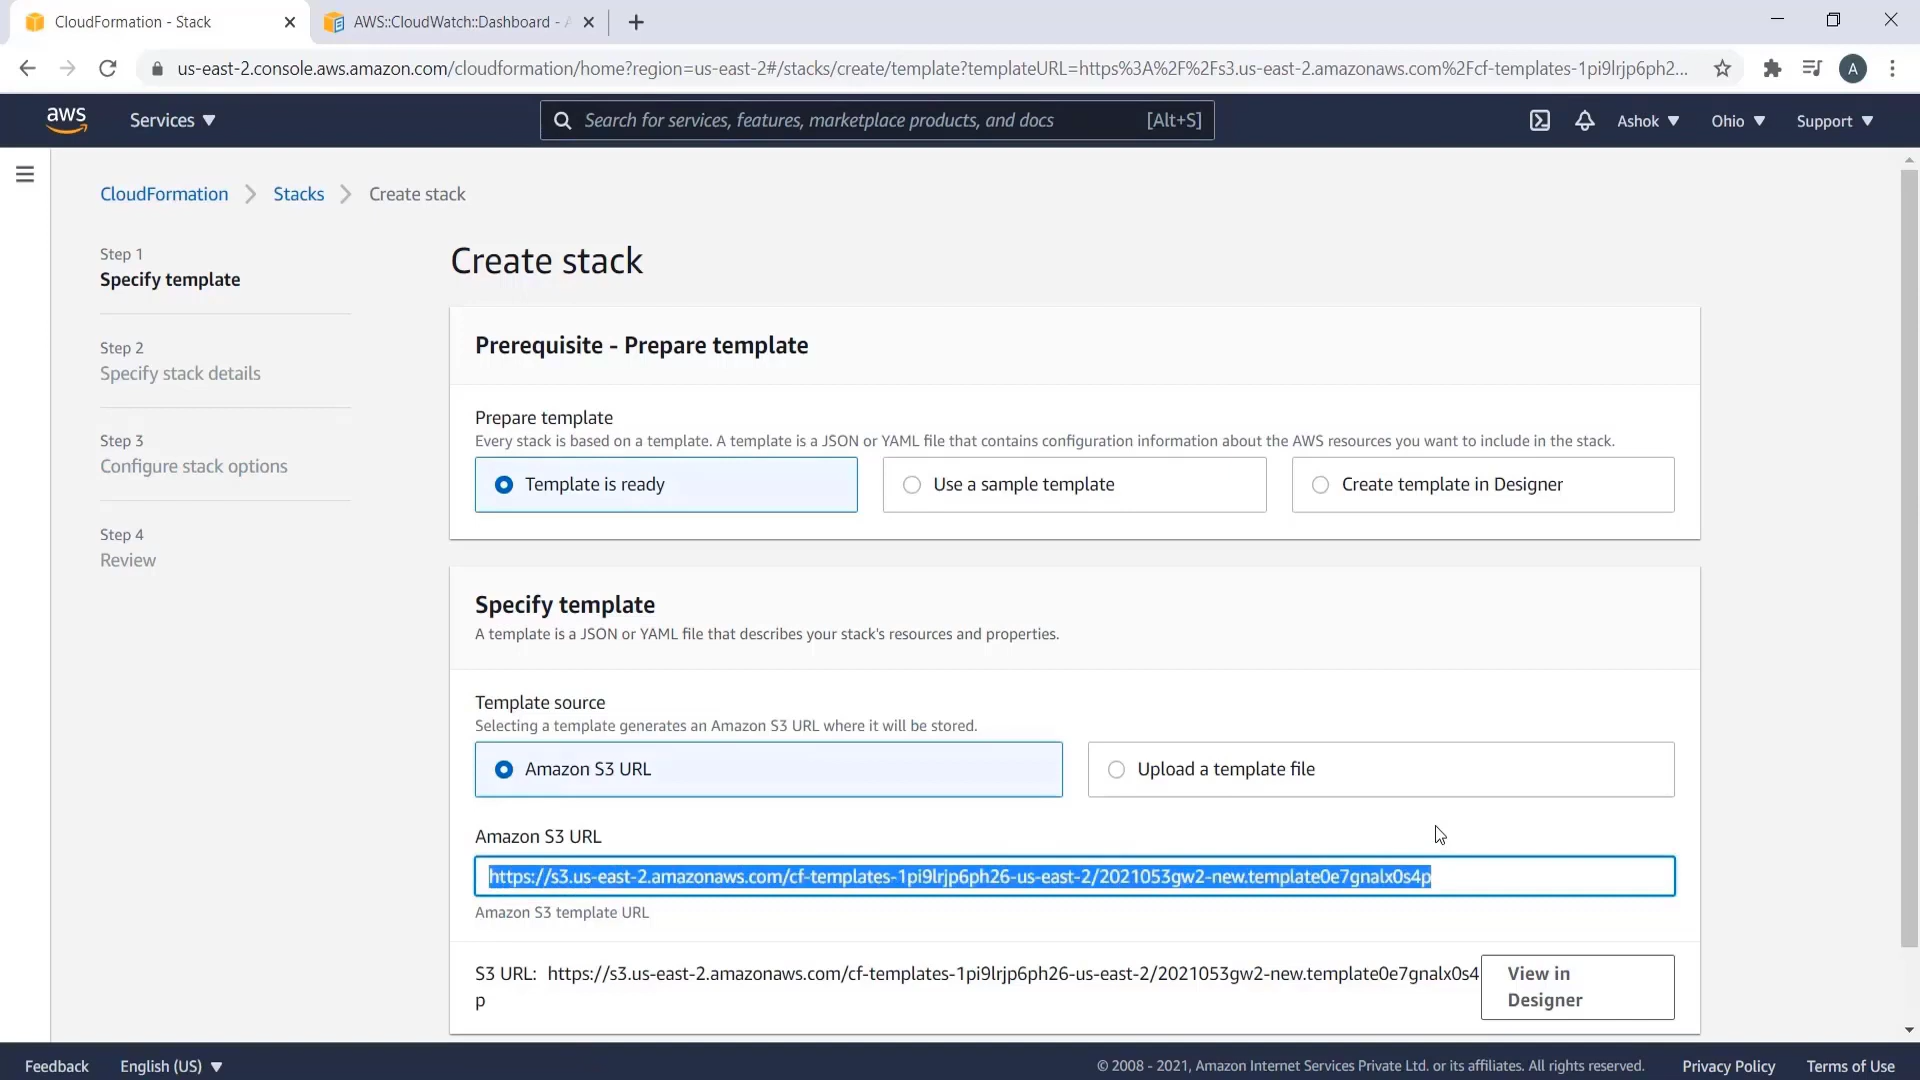 CloudFormation - Stack
AWS::CloudWatch::Dashboard -
us-east-2.console.aws.amazon.com/cloudformation/home?region=us-east-2#/stacks/create/template?templateURL=https%3A%2F%2Fs3.us-east-2.amazonaws.com%2Fcf-templates-1pi9lrjp6ph2...
A
aws
Services
Search for services, features, marketplace products, and docs
[Alt+S]
Ashok
Ohio
Support
CloudFormation
Stacks
Create stack
Step 1
Specify template
Step 2
Specify stack details
Step 3
Configure stack options
Step 4
Review
Create stack
Prerequisite - Prepare template
Prepare template
Every stack is based on a template. A template is a JSON or YAML file that contains configuration information about the AWS resources you want to include in the stack.
Template is ready
Use a sample template
Create template in Designer
Specify template
A template is a JSON or YAML file that describes your stack's resources and properties.
Template source
Selecting a template generates an Amazon S3 URL where it will be stored.
Amazon S3 URL
Upload a template file
Amazon S3 URL
https://s3.us-east-2.amazonaws.com/cf-templates-1pi9lrjp6ph26-us-east-2/2021053gw2-new.template0e7gnalx0s4p
Amazon S3 template URL
S3 URL: https://s3.us-east-2.amazonaws.com/cf-templates-1pi9lrjp6ph26-us-east-2/2021053gw2-new.template0e7gnalx0s4
p
View in
Designer
Feedback
English (US)
© 2008 - 2021, Amazon Internet Services Private Ltd. or its affiliates. All rights reserved.
Privacy Policy
Terms of Use